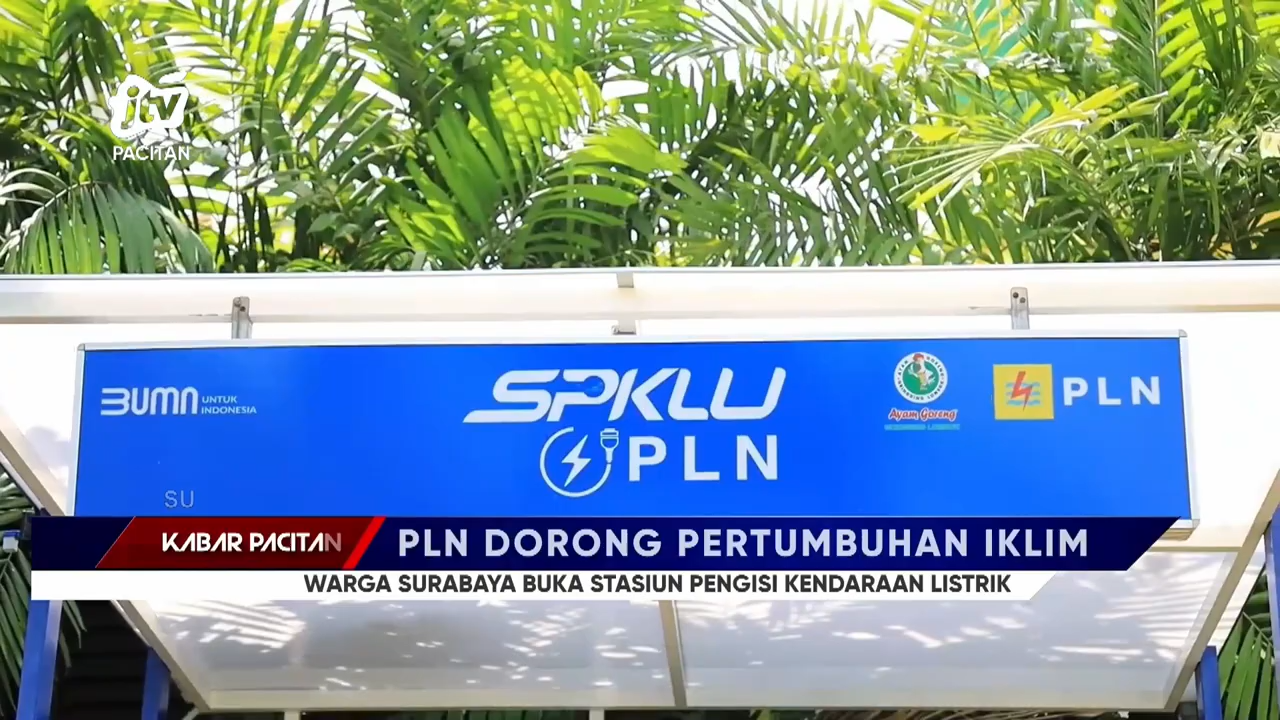 itv
PACITAN
BUMN UNTUK
INDONESIA
SPKLU
PLN
Ayam Goreng
PLN
SU
KABAR PACITAN
PLN DORONG PERTUMBUHAN IKLIM
WARGA SURABAYA BUKA STASIUN PENGISI KENDARAAN LISTRIK